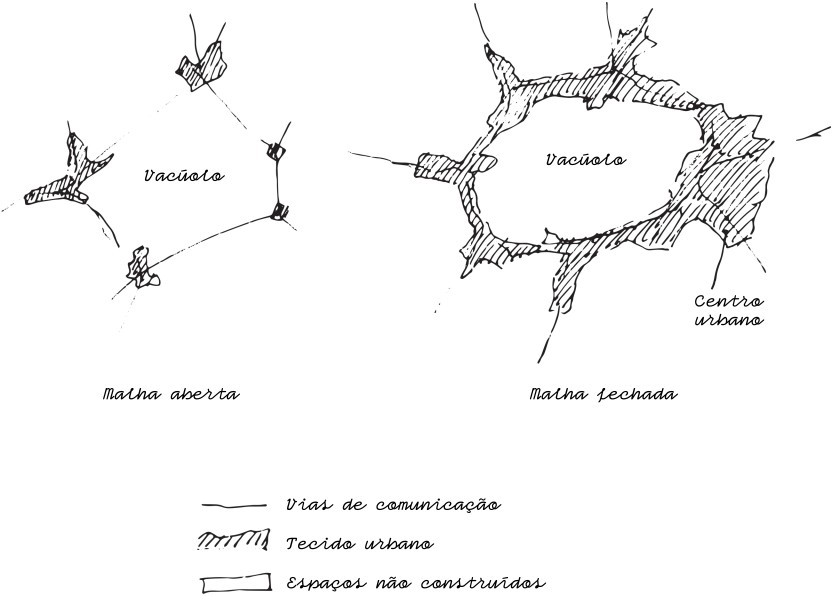 Vacúolo
Vacúolo
Centro
urbano
Malha aberta
Malha fechada
Vias de comunicação
Tecido urbano
Espaços não construídos